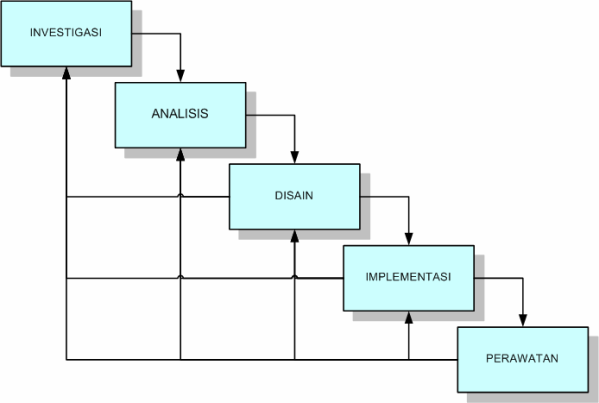 INVESTIGASI
ANALISIS
DISAIN
IMPLEMENTASI
PERAWATAN